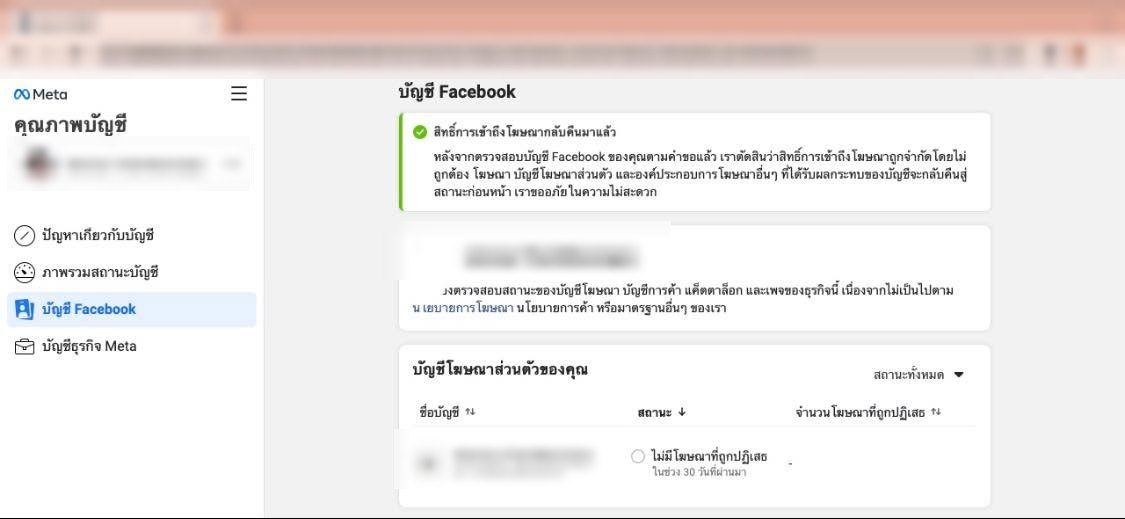 Meta
คุณภาพบัญชี
ปัญหาเกี่ยวกับบัญชี
ภาพรวมสถานะบัญชี
บัญชี Facebook
บัญชีธุรกิจ Meta
บัญชี Facebook
สิทธิ์การเข้าถึงโฆษณากลับคืนมาแล้ว
หลังจากตรวจสอบบัญชี Facebook ของคุณตามคำขอแล้ว เราตัดสินว่าสิทธิ์การเข้าถึงโฆษณาถูกจำกัดโดยไม่
ถูกต้อง โฆษณา บัญชีโฆษณาส่วนตัว และองค์ประกอบการโฆษณาอื่นๆ ที่ได้รับผลกระทบของบัญชีจะกลับคืนสู่
สถานะก่อนหน้า เราขออภัยในความไม่สะดวก
งตรวจสอบสถานะของบัญชีโฆษณา บัญชีการค้า แค็ตตาล็อก และเพจของธุรกิจนี้ เนื่องจากไม่เป็นไปตาม
นโยบายการโฆษณา นโยบายการค้า หรือมาตรฐานอื่นๆ ของเรา
บัญชีโฆษณาส่วนตัวของคุณ
สถานะทั้งหมด
ชื่อบัญชี สถานะ จำนวนโฆษณาที่ถูกปฏิเสธ
ไม่มีโฆษณาที่ถูกปฏิเสธ -
ในช่วง 30 วันที่ผ่านมา